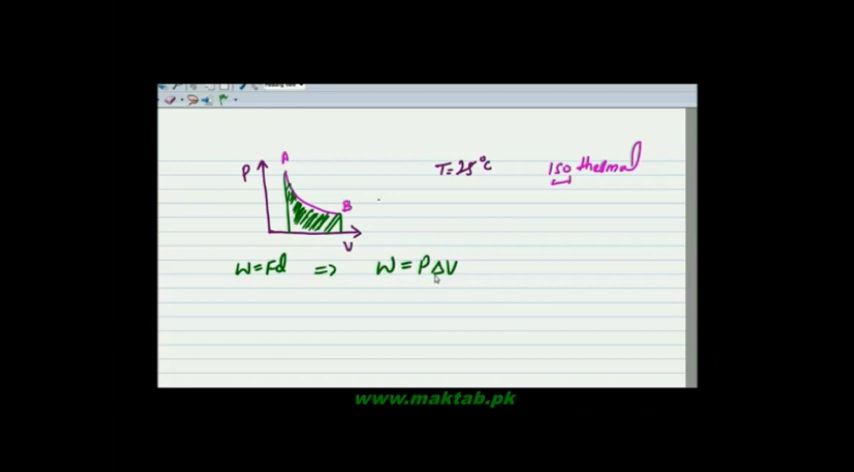 A
P
T=25°C
Iso thermal
B
V
W=Fd => W = PΔV
www.maktab.pk